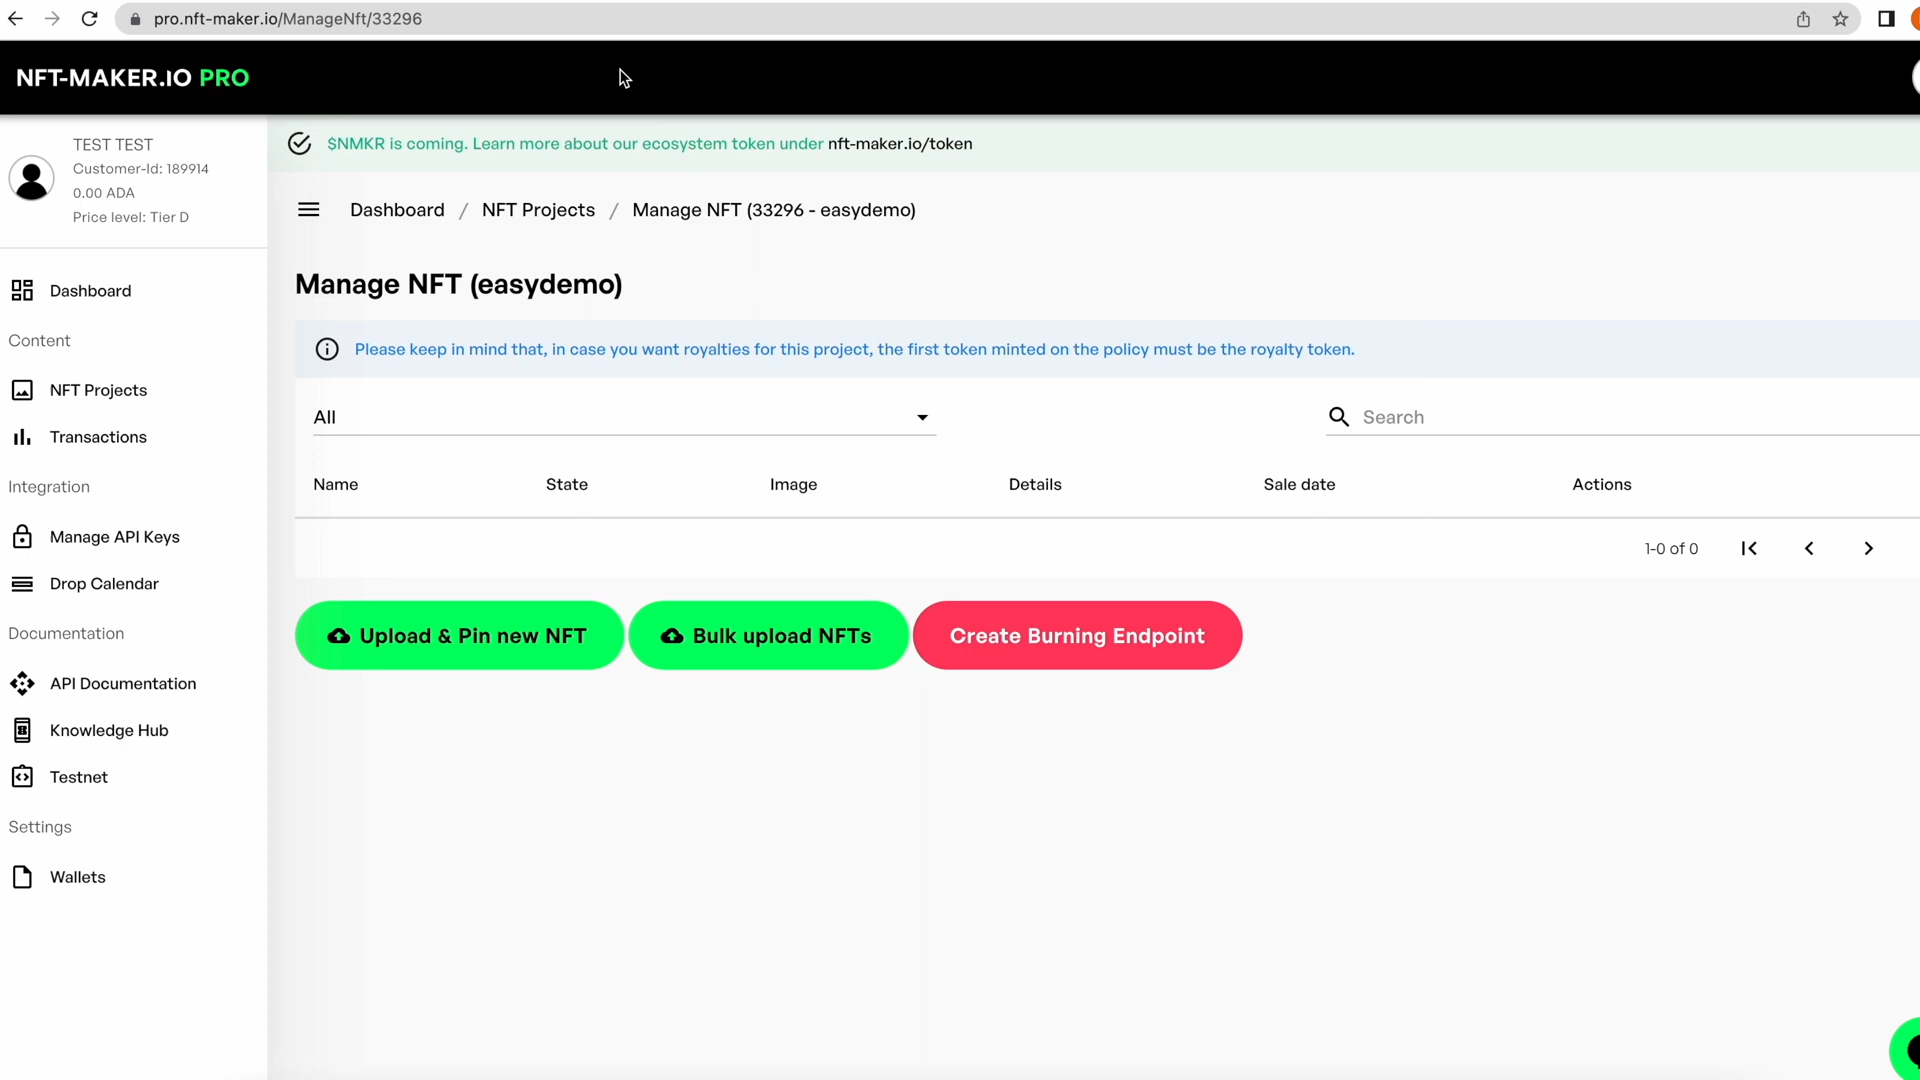 pro.nft-maker.io/ManageNft/33296
NFT-MAKER.IO PRO
TEST TEST
Customer-Id: 189914
0.00 ADA
Price level: Tier D
Dashboard
Content
NFT Projects
Transactions
Integration
Manage API Keys
Drop Calendar
Documentation
API Documentation
Knowledge Hub
Testnet
Settings
Wallets
$NMKR is coming. Learn more about our ecosystem token under nft-maker.io/token
Dashboard / NFT Projects / Manage NFT (33296 - easydemo)
Manage NFT (easydemo)
Please keep in mind that, in case you want royalties for this project, the first token minted on the policy must be the royalty token.
All Search
Name State Image Details Sale date Actions
1-0 of 0
Upload & Pin new NFT Bulk upload NFTs Create Burning Endpoint